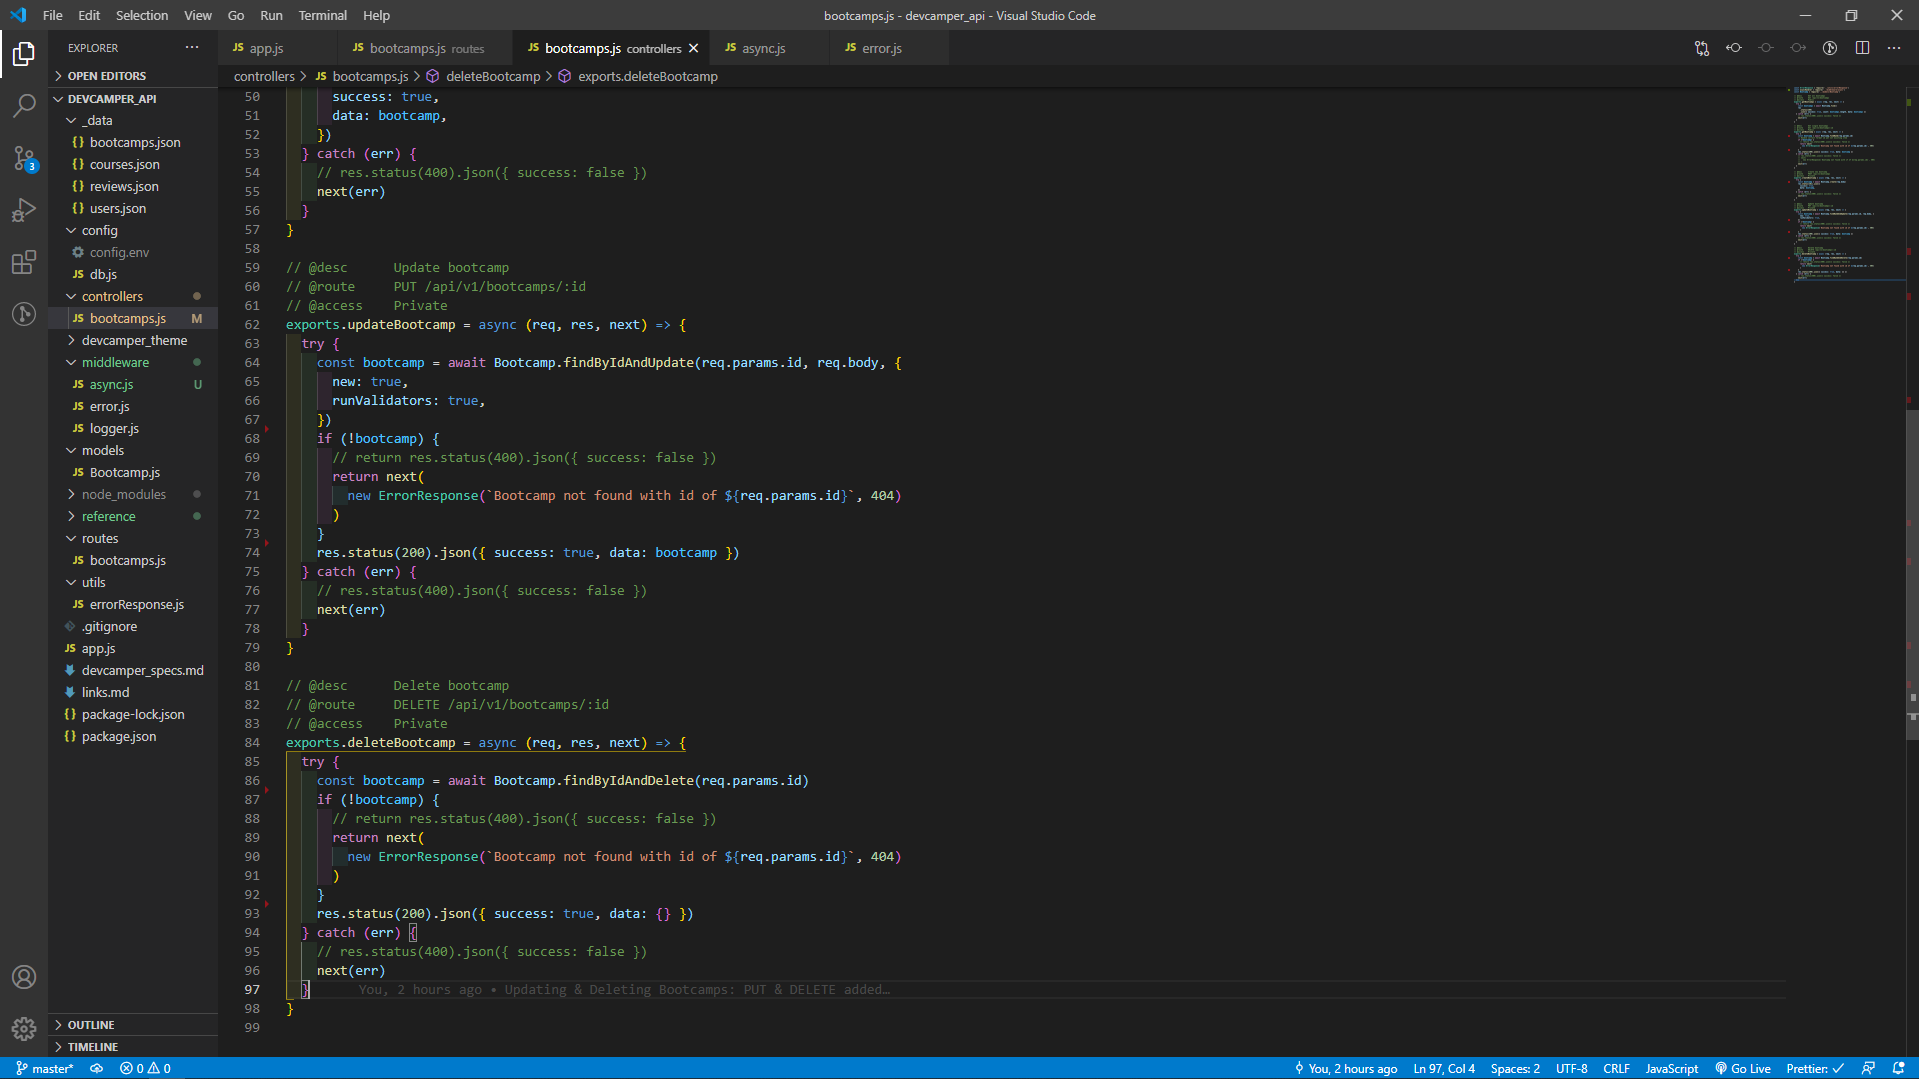 File Edit Selection View Go Run Terminal Help
bootcamps.js - devcamper_api - Visual Studio Code
EXPLORER
OPEN EDITORS
DEVCAMPER_API
_data
{} bootcamps.json
{} courses.json
{} reviews.json
{} users.json
config
config.env
JS db.js
controllers
JS bootcamps.js M
devcamper_theme
middleware
JS async.js U
JS error.js
JS logger.js
models
JS Bootcamp.js
node_modules
reference
routes
JS bootcamps.js
utils
JS errorResponse.js
.gitignore
JS app.js
devcamper_specs.md
links.md
{} package-lock.json
{} package.json
OUTLINE
TIMELINE
3
JS app.js JS bootcamps.js routes JS bootcamps.js controllers JS async.js JS error.js
controllers > JS bootcamps.js > deleteBootcamp > exports.deleteBootcamp
50 success: true,
51 data: bootcamp,
52 })
53 } catch (err) {
54 // res.status(400).json({ success: false })
55 next(err)
56 }
57 }
58
59 // @desc Update bootcamp
60 // @route PUT /api/v1/bootcamps/:id
61 // @access Private
62 exports.updateBootcamp = async (req, res, next) => {
63 try {
64 const bootcamp = await Bootcamp.findByIdAndUpdate(req.params.id, req.body, {
65 new: true,
66 runValidators: true,
67 })
68 if (!bootcamp) {
69 // return res.status(400).json({ success: false })
70 return next(
71 new ErrorResponse(`Bootcamp not found with id of ${req.params.id}`, 404)
72 )
73 }
74 res.status(200).json({ success: true, data: bootcamp })
75 } catch (err) {
76 // res.status(400).json({ success: false })
77 next(err)
78 }
79 }
80
81 // @desc Delete bootcamp
82 // @route DELETE /api/v1/bootcamps/:id
83 // @access Private
84 exports.deleteBootcamp = async (req, res, next) => {
85 try {
86 const bootcamp = await Bootcamp.findByIdAndDelete(req.params.id)
87 if (!bootcamp) {
88 // return res.status(400).json({ success: false })
89 return next(
90 new ErrorResponse(`Bootcamp not found with id of ${req.params.id}`, 404)
91 )
92 }
93 res.status(200).json({ success: true, data: {} })
94 } catch (err) {
95 // res.status(400).json({ success: false })
96 next(err)
97 } You, 2 hours ago • Updating & Deleting Bootcamps: PUT & DELETE added…
98 }
99
master* 0 0 You, 2 hours ago Ln 97, Col 4 Spaces: 2 UTF-8 CRLF JavaScript Go Live Prettier: ✓